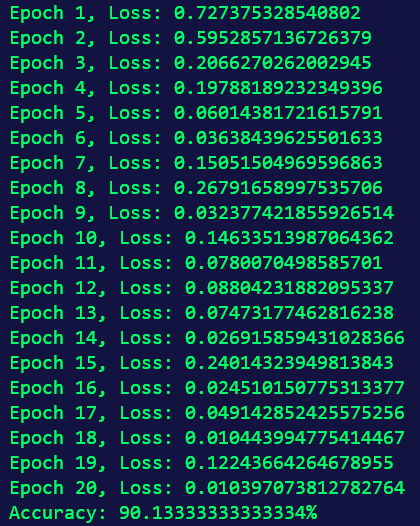 Epoch 1, Loss: 0.727375328540802
Epoch 2, Loss: 0.5952857136726379
Epoch 3, Loss: 0.2066270262002945
Epoch 4, Loss: 0.19788189232349396
Epoch 5, Loss: 0.06014381721615791
Epoch 6, Loss: 0.03638439625501633
Epoch 7, Loss: 0.15051504969596863
Epoch 8, Loss: 0.26791658997535706
Epoch 9, Loss: 0.032377421855926514
Epoch 10, Loss: 0.14633513987064362
Epoch 11, Loss: 0.0780070498585701
Epoch 12, Loss: 0.08804231882095337
Epoch 13, Loss: 0.07473177462816238
Epoch 14, Loss: 0.026915859431028366
Epoch 15, Loss: 0.24014323949813843
Epoch 16, Loss: 0.024510150775313377
Epoch 17, Loss: 0.049142852425575256
Epoch 18, Loss: 0.010443994775414467
Epoch 19, Loss: 0.12243664264678955
Epoch 20, Loss: 0.010397073812782764
Accuracy: 90.13333333333334%